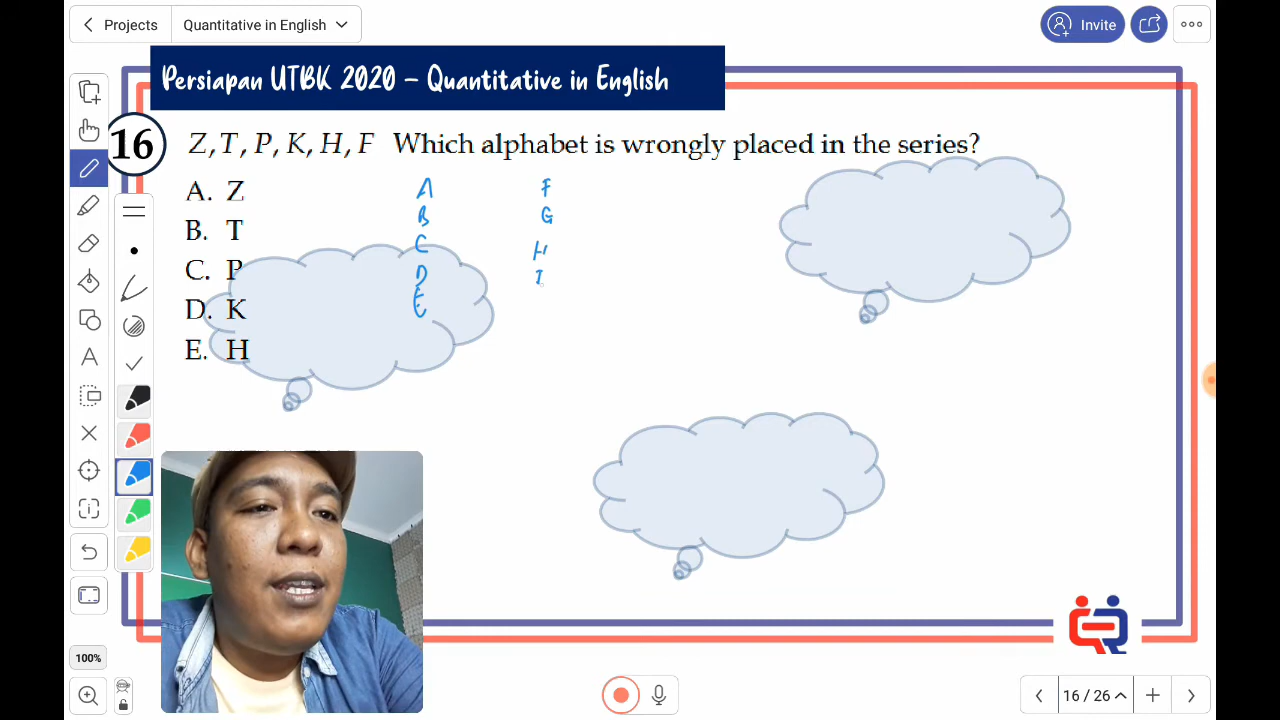 Projects
Quantitative in English
Invite
Persiapan UTBK 2020 – Quantitative in English
16 Z, T, P, K, H, F Which alphabet is wrongly placed in the series?
A. Z
B. T
C. P
D. K
E. H
A
B
C
D
E
F
G
H
I
100%
16 / 26